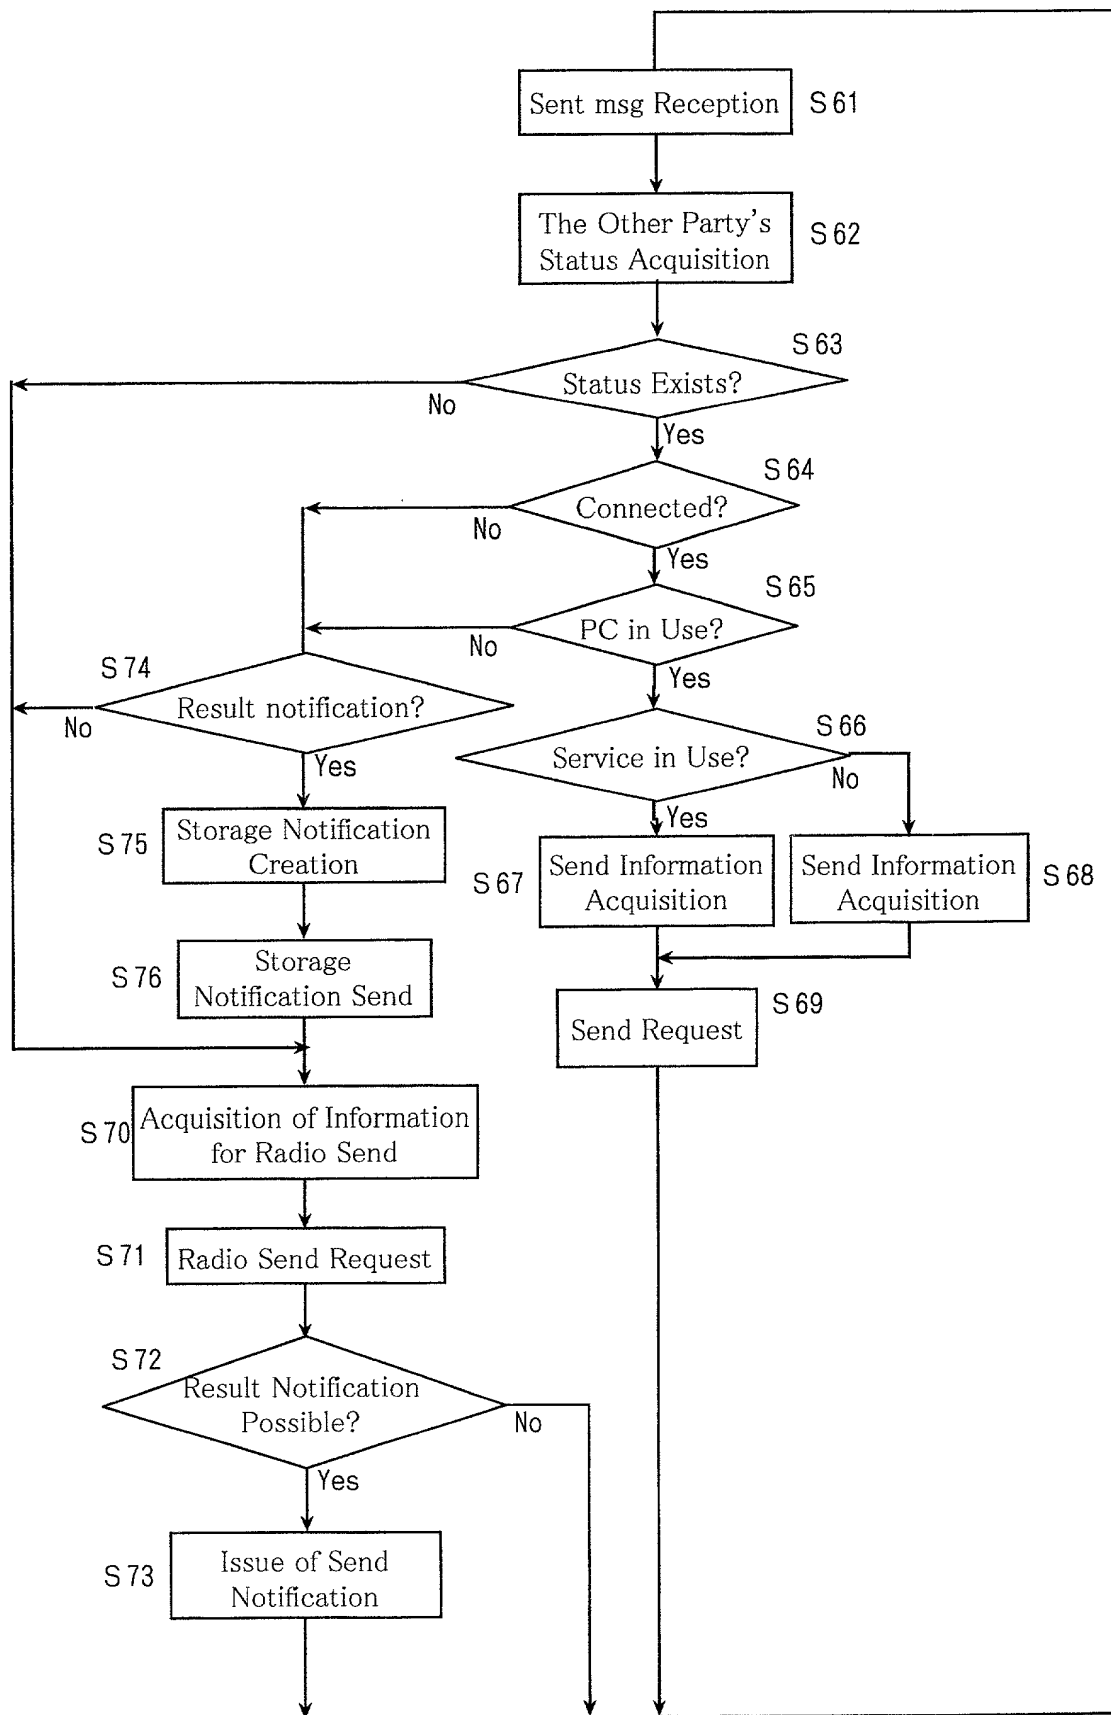 Sent msg Reception
S61
The Other Party's
Status Acquisition
S62
S63
Status Exists?
No
Yes
S64
Connected?
No
Yes
S65
PC in Use?
No
Yes
S74
Result notification?
No
Yes
S66
Service in Use?
No
Yes
S75
Storage Notification
Creation
S67
Send Information
Acquisition
Send Information
Acquisition
S68
S76
Storage
Notification Send
S69
Send Request
S70
Acquisition of Information
for Radio Send
S71
Radio Send Request
S72
Result Notification
Possible?
No
Yes
S73
Issue of Send
Notification